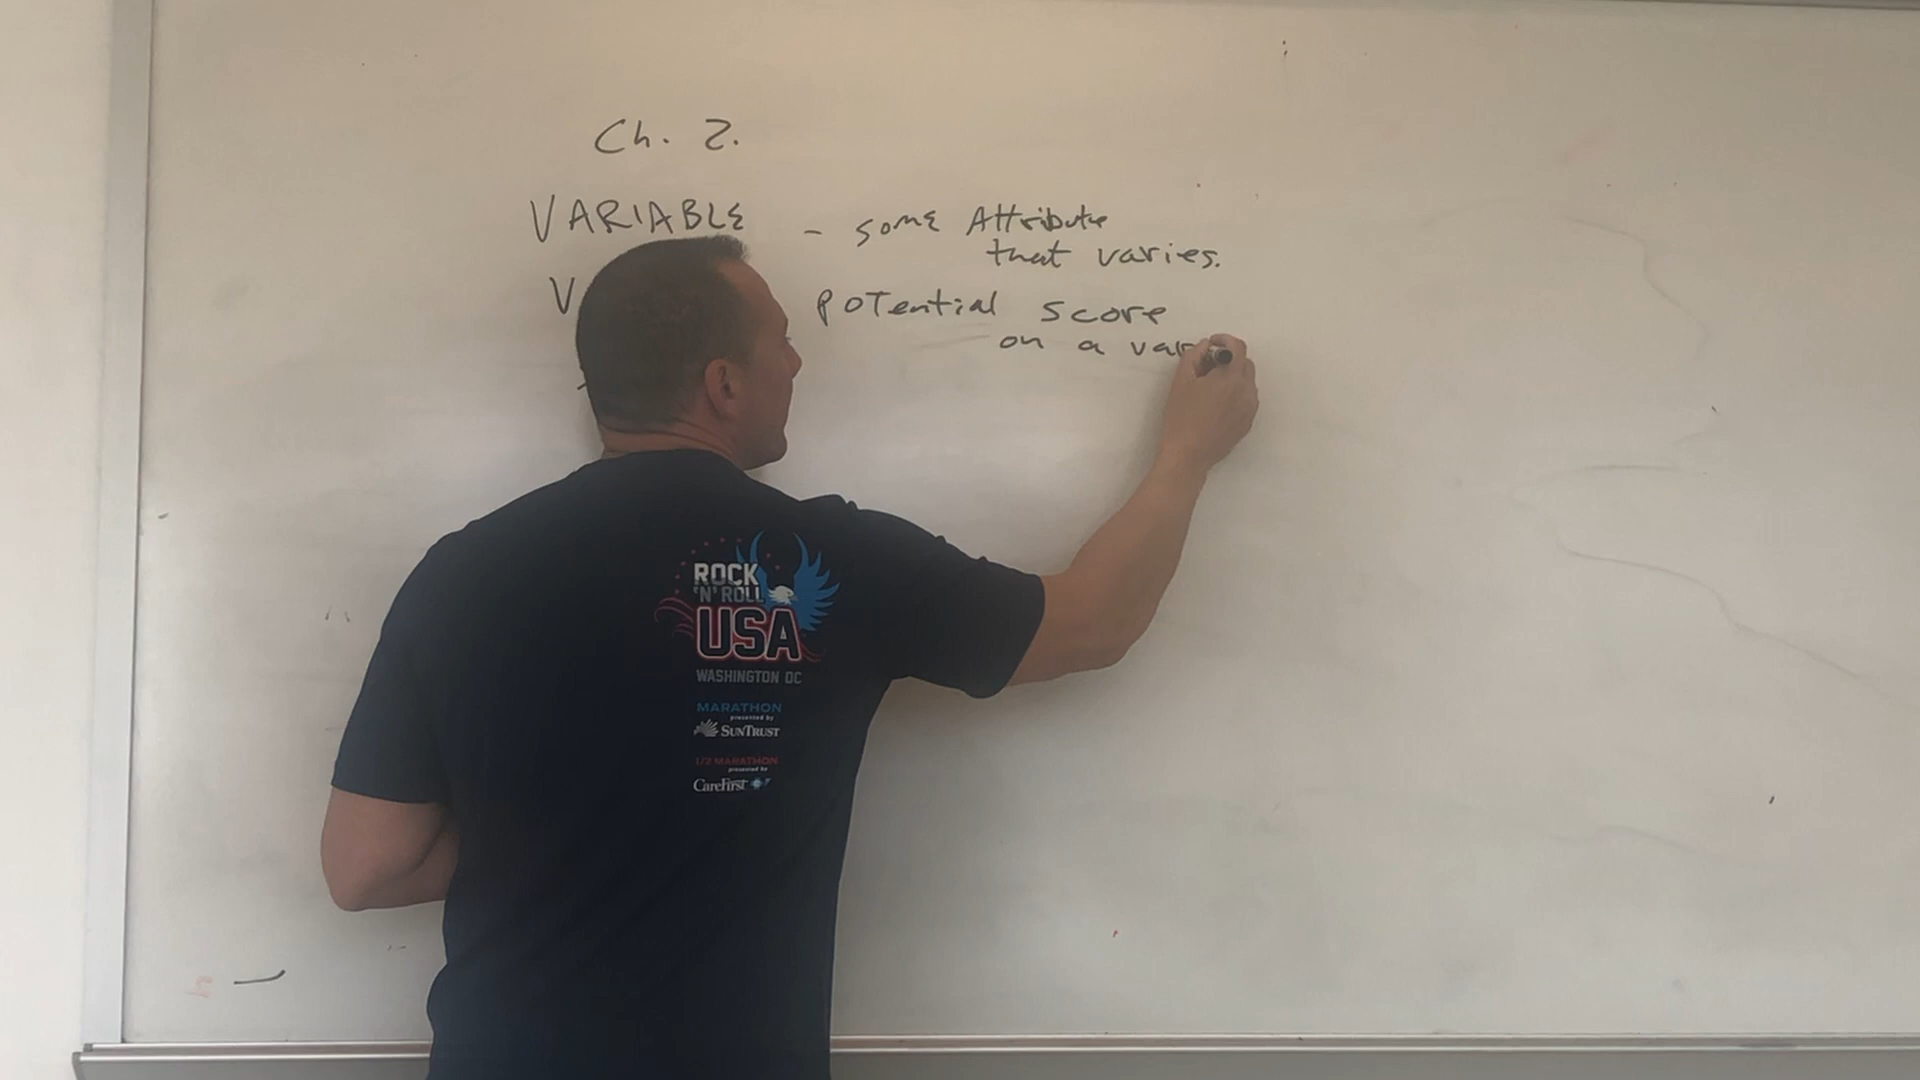 Ch. 2.
VARIABLE - some Attribute
that varies.
V potential score
on a var
ROCK
'N' ROLL
USA
WASHINGTON DC
MARATHON
presented by
SUNTRUST
1/2 MARATHON
presented by
CareFirst